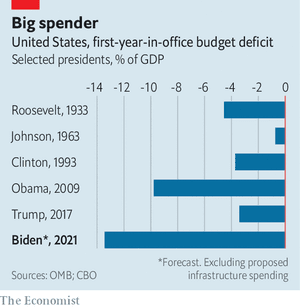 Big spender
United States, first-year-in-office budget deficit
Selected presidents, % of GDP
-14 -12 -10 -8 -6 -4 -2 0
Roosevelt, 1933
Johnson, 1963
Clinton, 1993
Obama, 2009
Trump, 2017
Biden*, 2021
*Forecast. Excluding proposed
Sources: OMB; CBO infrastructure spending
The Economist